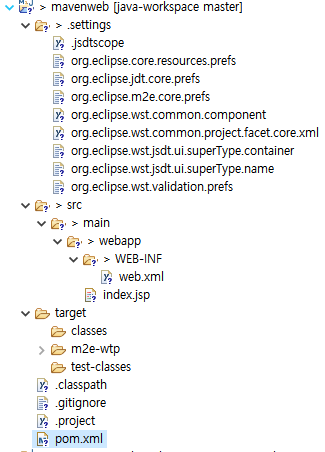 > mavenweb [java-workspace master]
> .settings
.jsdtscope
org.eclipse.core.resources.prefs
org.eclipse.jdt.core.prefs
org.eclipse.m2e.core.prefs
org.eclipse.wst.common.component
org.eclipse.wst.common.project.facet.core.xml
org.eclipse.wst.jsdt.ui.superType.container
org.eclipse.wst.jsdt.ui.superType.name
org.eclipse.wst.validation.prefs
> src
> main
> webapp
> WEB-INF
web.xml
index.jsp
target
classes
m2e-wtp
test-classes
.classpath
.gitignore
.project
pom.xml